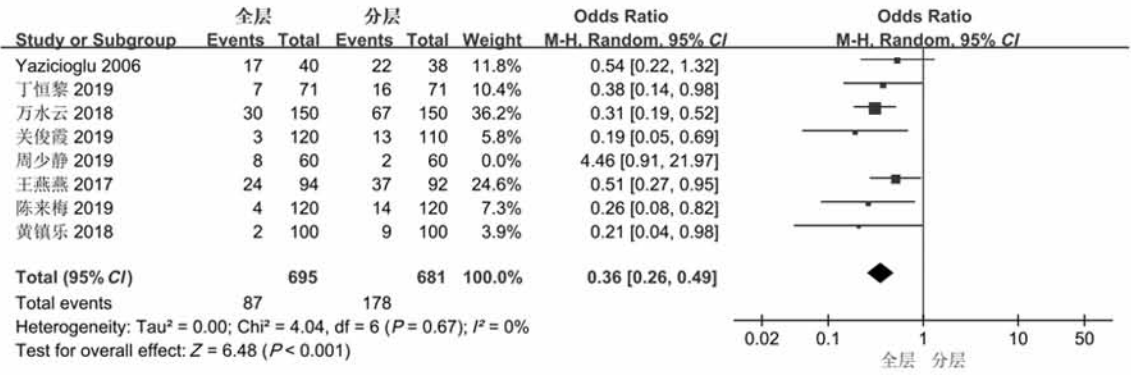 全层 分层 Odds Ratio Odds Ratio
Study or Subgroup Events Total Events Total Weight M-H, Random, 95% CI M-H, Random, 95% CI
Yazicioglu 2006 17 40 22 38 11.8% 0.54 [0.22, 1.32]
丁恒黎 2019 7 71 16 71 10.4% 0.38 [0.14, 0.98]
万水云 2018 30 150 67 150 36.2% 0.31 [0.19, 0.52]
关俊霞 2019 3 120 13 110 5.8% 0.19 [0.05, 0.69]
周少静 2019 8 60 2 60 0.0% 4.46 [0.91, 21.97]
王燕燕 2017 24 94 37 92 24.6% 0.51 [0.27, 0.95]
陈来梅 2019 4 120 14 120 7.3% 0.26 [0.08, 0.82]
黄镇乐 2018 2 100 9 100 3.9% 0.21 [0.04, 0.98]
Total (95% CI) 695 681 100.0% 0.36 [0.26, 0.49]
Total events 87 178
Heterogeneity: Tau² = 0.00; Chi² = 4.04, df = 6 (P = 0.67); I² = 0%
Test for overall effect: Z = 6.48 (P < 0.001)
0.02 0.1 1 10 50
全层 分层